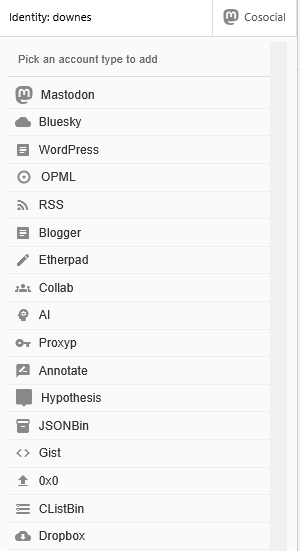 Identity: downes
Cosocial
Pick an account type to add
Mastodon
Bluesky
WordPress
OPML
RSS
Blogger
Etherpad
Collab
AI
Proxyp
Annotate
Hypothesis
JSONBin
Gist
0x0
CListBin
Dropbox